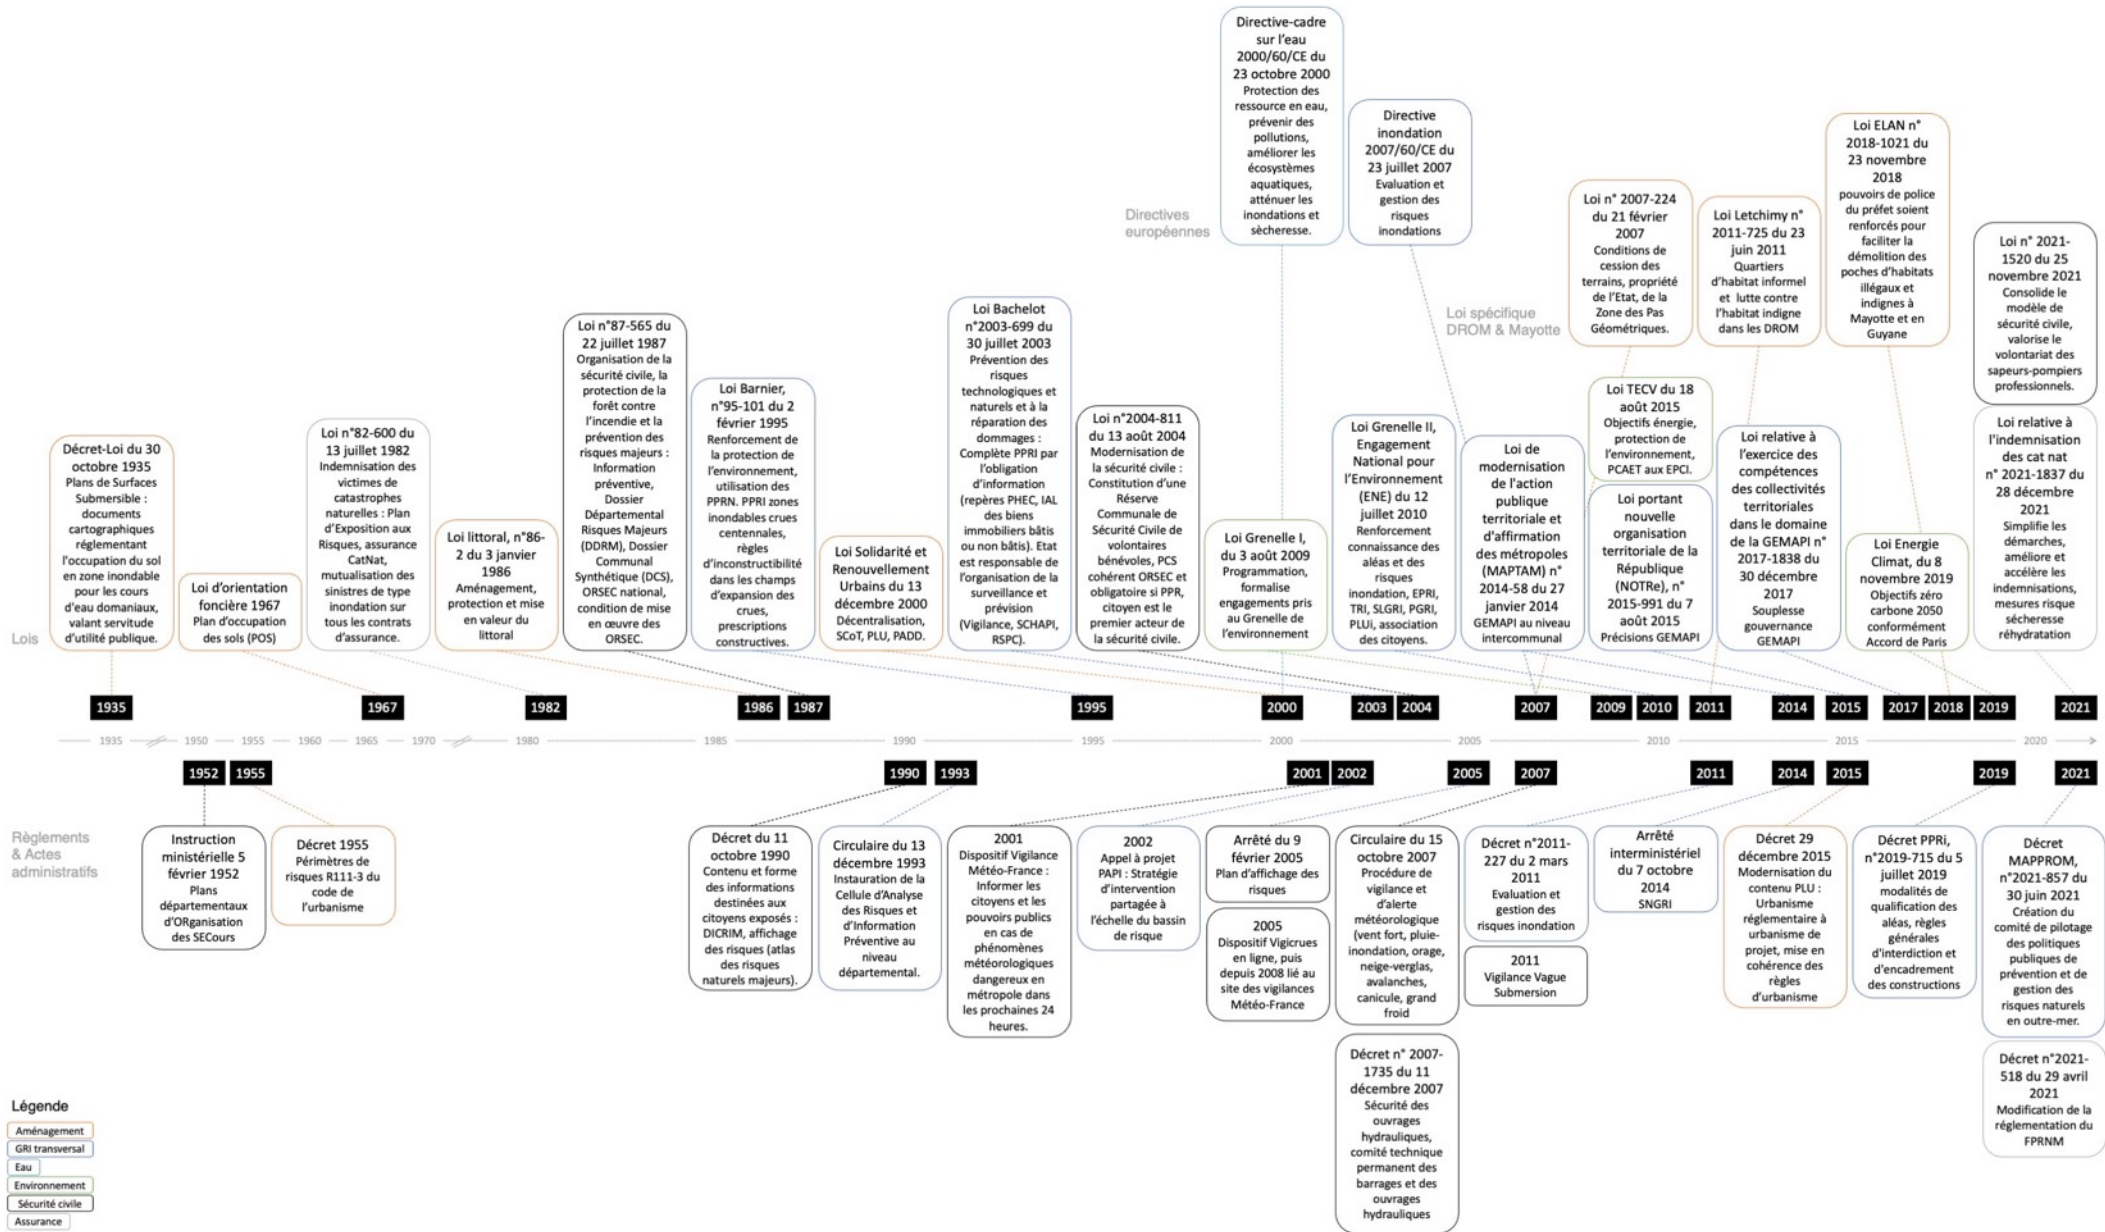 Directive-cadre
sur l'eau
2000/60/CE du
23 octobre 2000
Protection des
ressource en eau,
prévenir des
pollutions,
améliorer les
écosystèmes
aquatiques,
atténuer les
inondations et
sècheresse.
Directive
inondation
2007/60/CE du
23 juillet 2007
Evaluation et
gestion des
risques
inondations
Directives
européennes
Loi n° 2007-224
du 21 février
2007
Conditions de
cession des
terrains, propriété
de l'Etat, de la
Zone des Pas
Géométriques.
Loi Letchimy n°
2011-725 du 23
juin 2011
Quartiers
d'habitat informel
et lutte contre
l'habitat indigne
dans les DROM
Loi ELAN n°
2018-1021 du
23 novembre
2018
pouvoirs de police
du préfet soient
renforcés pour
faciliter la
démolition des
poches d'habitats
illégaux et
indignes à
Mayotte et en
Guyane
Loi spécifique
DROM & Mayotte
Lois
Décret-Loi du 30
octobre 1935
Plans de Surfaces
Submersible :
documents
cartographiques
réglementant
l'occupation du sol
en zone inondable
pour les cours
d'eau domaniaux,
valant servitude
d'utilité publique.
Loi d'orientation
foncière 1967
Plan d'occupation
des sols (POS)
Loi n°82-600 du
13 juillet 1982
Indemnisation des
victimes de
catastrophes
naturelles : Plan
d'Exposition aux
Risques, assurance
CatNat,
mutualisation des
sinistres de type
inondation sur
tous les contrats
d'assurance.
Loi littoral, n°86-
2 du 3 janvier
1986
Aménagement,
protection et mise
en valeur du
littoral
Loi n°87-565 du
22 juillet 1987
Organisation de la
sécurité civile, la
protection de la
forêt contre
l'incendie et la
prévention des
risques majeurs :
Information
préventive,
Dossier
Départemental
Risques Majeurs
(DDRM), Dossier
Communal
Synthétique (DCS),
ORSEC national,
condition de mise
en œuvre des
ORSEC.
Loi Barnier,
n°95-101 du 2
février 1995
Renforcement de
la protection de
l'environnement,
utilisation des
PPRN. PPRI zones
inondables crues
centennales,
règles
d'inconstructibilité
dans les champs
d'expansion des
crues,
prescriptions
constructives.
Loi Solidarité et
Renouvellement
Urbains du 13
décembre 2000
Décentralisation,
SCoT, PLU, PADD.
Loi Bachelot
n°2003-699 du
30 juillet 2003
Prévention des
risques
technologiques et
naturels et à la
réparation des
dommages :
Complète PPRI par
l'obligation
d'information
(repères PHEC, IAL
des biens
immobiliers bâtis
ou non bâtis). Etat
est responsable de
l'organisation de la
surveillance et
prévision
(Vigilance, SCHAPI,
RSPC).
Loi n°2004-811
du 13 août 2004
Modernisation de
la sécurité civile :
Constitution d'une
Réserve
Communale de
Sécurité Civile de
volontaires
bénévoles, PCS
cohérent ORSEC et
obligatoire si PPR,
citoyen est le
premier acteur de
la sécurité civile.
Loi Grenelle I,
du 3 août 2009
Programmation,
formalise
engagements pris
au Grenelle de
l'environnement
Loi Grenelle II,
Engagement
National pour
l'Environnement
(ENE) du 12
juillet 2010
Renforcement
connaissance des
aléas et des
risques
inondation, EPRI,
TRI, SLGRI, PGRI,
PLUi, association
des citoyens.
Loi de
modernisation
de l'action
publique
territoriale et
d'affirmation
des métropoles
(MAPTAM) n°
2014-58 du 27
janvier 2014
GEMAPI au niveau
intercommunal
Loi TECV du 18
août 2015
Objectifs énergie,
protection de
l'environnement,
PCAET aux EPCI.
Loi portant
nouvelle
organisation
territoriale de la
République
(NOTRe), n°
2015-991 du 7
août 2015
Précisions GEMAPI
Loi relative à
l'exercice des
compétences
des collectivités
territoriales
dans le domaine
de la GEMAPI n°
2017-1838 du
30 décembre
2017
Souplesse
gouvernance
GEMAPI
Loi Energie
Climat, du 8
novembre 2019
Objectifs zéro
carbone 2050
conformément
Accord de Paris
Loi n° 2021-
1520 du 25
novembre 2021
Consolide le
modèle de
sécurité civile,
valorise le
volontariat des
sapeurs-pompiers
professionnels.
Loi relative à
l'indemnisation
des cat nat
n° 2021-1837 du
28 décembre
2021
Simplifie les
démarches,
améliore et
accélère les
indemnisations,
mesures risque
sécheresse
réhydratation
1935 1967 1982 1986 1987 1995 2000 2003 2004 2007 2009 2010 2011 2014 2015 2017 2018 2019 2021
1935 1950 1955 1960 1965 1970 1980 1985 1990 1995 2000 2005 2010 2015 2020
1952 1955 1990 1993 2001 2002 2005 2007 2011 2014 2015 2019 2021
Règlements
& Actes
administratifs
Instruction
ministérielle 5
février 1952
Plans
départementaux
d'ORganisation
des SECours
Décret 1955
Périmètres de
risques R111-3 du
code de
l'urbanisme
Décret du 11
octobre 1990
Contenu et forme
des informations
destinées aux
citoyens exposés :
DICRIM, affichage
des risques (atlas
des risques
naturels majeurs).
Circulaire du 13
décembre 1993
Instauration de la
Cellule d'Analyse
des Risques et
d'Information
Préventive au
niveau
départemental.
2001
Dispositif Vigilance
Météo-France :
Informer les
citoyens et les
pouvoirs publics
en cas de
phénomènes
météorologiques
dangereux en
métropole dans
les prochaines 24
heures.
2002
Appel à projet
PAPI : Stratégie
d'intervention
partagée à
l'échelle du bassin
de risque
Arrêté du 9
février 2005
Plan d'affichage des
risques
2005
Dispositif Vigicrues
en ligne, puis
depuis 2008 lié au
site des vigilances
Météo-France
Circulaire du 15
octobre 2007
Procédure de
vigilance et
d'alerte
météorologique
(vent fort, pluie-
inondation, orage,
neige-verglas,
avalanches,
canicule, grand
froid
Décret n° 2007-
1735 du 11
décembre 2007
Sécurité des
ouvrages
hydrauliques,
comité technique
permanent des
barrages et des
ouvrages
hydrauliques
Décret n°2011-
227 du 2 mars
2011
Evaluation et
gestion des
risques inondation
2011
Vigilance Vague
Submersion
Arrêté
interministériel
du 7 octobre
2014
SNGRI
Décret 29
décembre 2015
Modernisation du
contenu PLU :
Urbanisme
réglementaire à
urbanisme de
projet, mise en
cohérence des
règles
d'urbanisme
Décret PPRi,
n°2019-715 du 5
juillet 2019
modalités de
qualification des
aléas, règles
générales
d'interdiction et
d'encadrement
des constructions
Décret
MAPPROM,
n°2021-857 du
30 juin 2021
Création du
comité de pilotage
des politiques
publiques de
prévention et de
gestion des
risques naturels
en outre-mer.
Décret n°2021-
518 du 29 avril
2021
Modification de la
réglementation du
FPRNM
Légende
Aménagement
GRI transversal
Eau
Environnement
Sécurité civile
Assurance